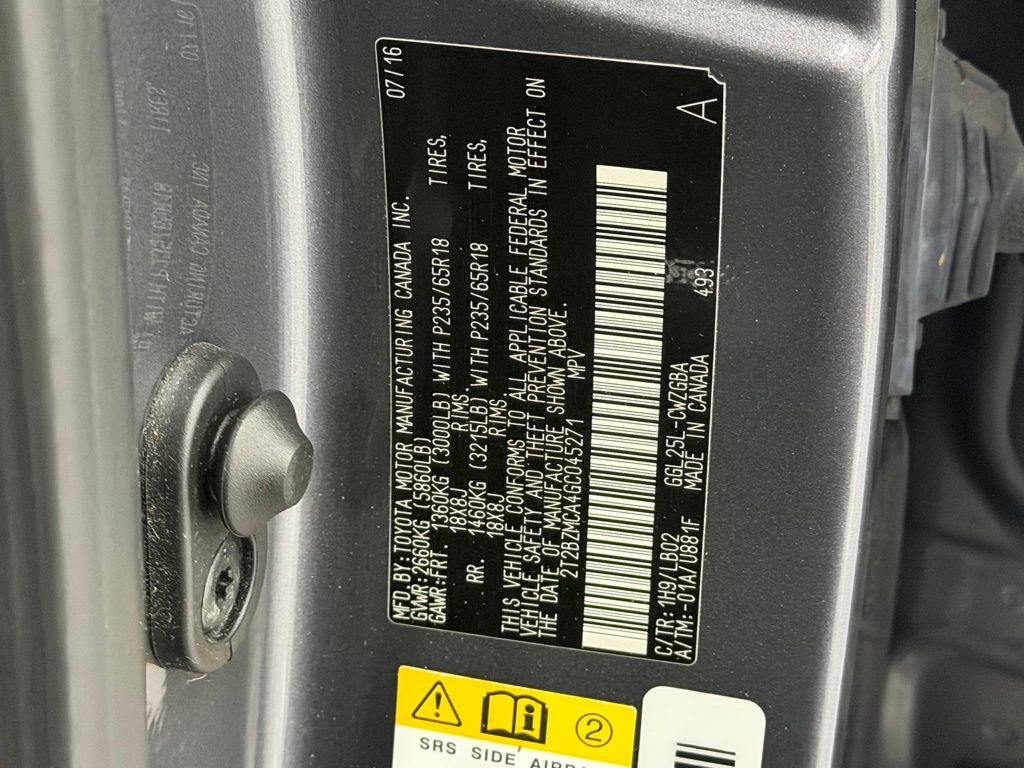 MFD.BY:TOYOTA MOTOR MANUFACTURING CANADA INC. 07/16
GVWR:2660KG (5860LB)
GAWR:FRT. 1360KG (3000LB) WITH P235/65R18 TIRES,
18X8J RIMS,
RR. 1460KG (3215LB) WITH P235/65R18 TIRES,
18X8J RIMS.
THIS VEHICLE CONFORMS TO ALL APPLICABLE FEDERAL MOTOR
VEHICLE SAFETY AND THEFT PREVENTION STANDARDS IN EFFECT ON
THE DATE OF MANUFACTURE SHOWN ABOVE.
2T2BZMCA4GC045271 MPV
C/TR:1H9/LB02 GGL25L-CWZGBA 493
A/TM:-01A/U881F MADE IN CANADA
A
2
SRS SIDE